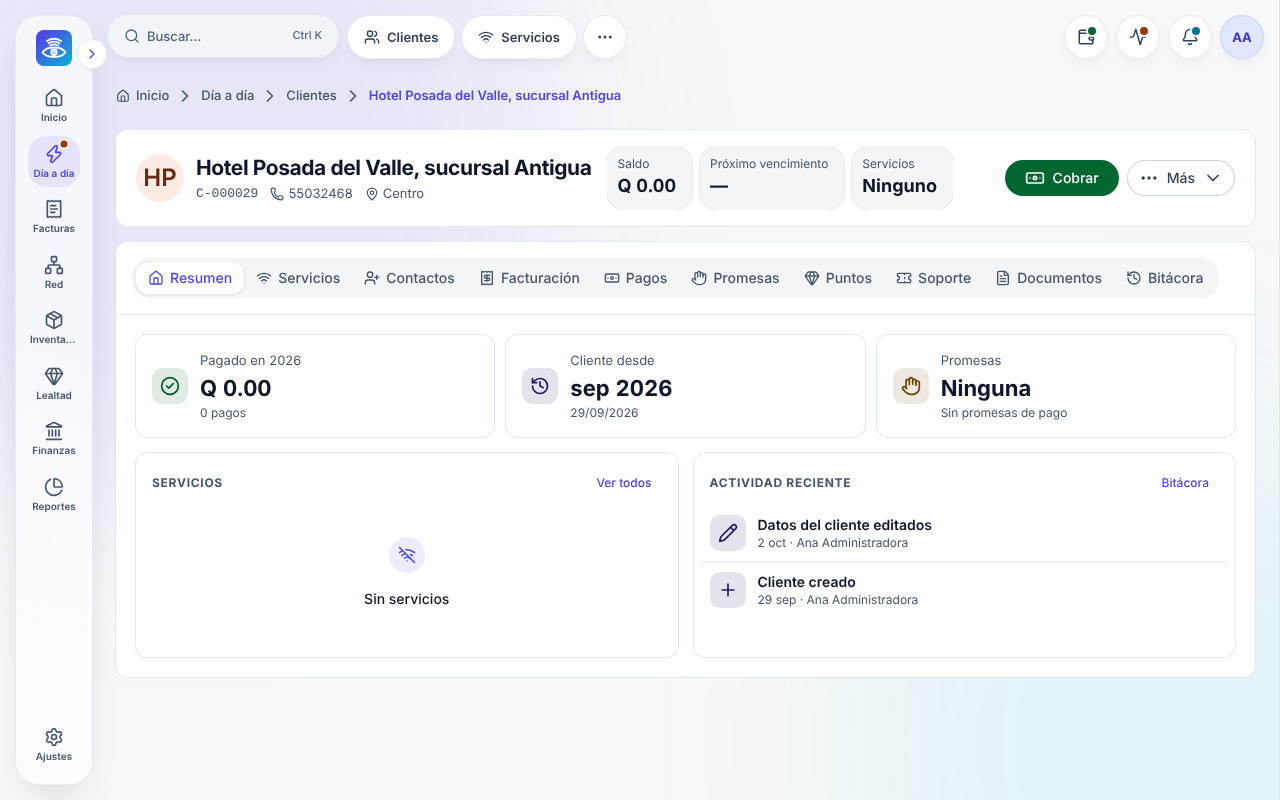 Buscar...
Ctrl K
Clientes
Servicios
AA
Inicio
Día a día
Facturas
Red
Inventa...
Lealtad
Finanzas
Reportes
Ajustes
Inicio
Día a día
Clientes
Hotel Posada del Valle, sucursal Antigua
HP
Hotel Posada del Valle, sucursal Antigua
C-000029
55032468
Centro
Saldo
Q 0.00
Próximo vencimiento
—
Servicios
Ninguno
Cobrar
Más
Resumen
Servicios
Contactos
Facturación
Pagos
Promesas
Puntos
Soporte
Documentos
Bitácora
Pagado en 2026
Q 0.00
0 pagos
Cliente desde
sep 2026
29/09/2026
Promesas
Ninguna
Sin promesas de pago
SERVICIOS
Ver todos
Sin servicios
ACTIVIDAD RECIENTE
Bitácora
Datos del cliente editados
2 oct · Ana Administradora
Cliente creado
29 sep · Ana Administradora